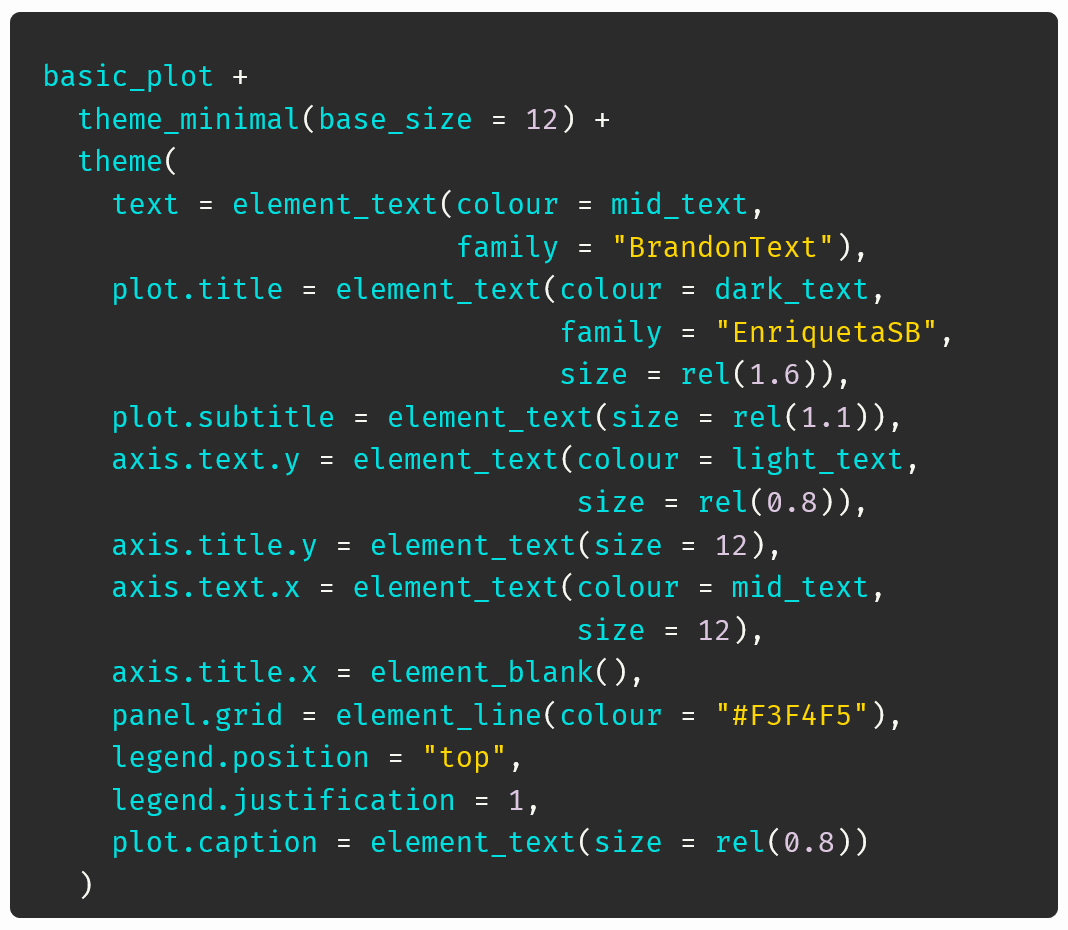 basic_plot +
  theme_minimal(base_size = 12) +
  theme(
    text = element_text(colour = mid_text,
                        family = "BrandonText"),
    plot.title = element_text(colour = dark_text,
                              family = "EnriquetaSB",
                              size = rel(1.6)),
    plot.subtitle = element_text(size = rel(1.1)),
    axis.text.y = element_text(colour = light_text,
                               size = rel(0.8)),
    axis.title.y = element_text(size = 12),
    axis.text.x = element_text(colour = mid_text,
                               size = 12),
    axis.title.x = element_blank(),
    panel.grid = element_line(colour = "#F3F4F5"),
    legend.position = "top",
    legend.justification = 1,
    plot.caption = element_text(size = rel(0.8))
  )